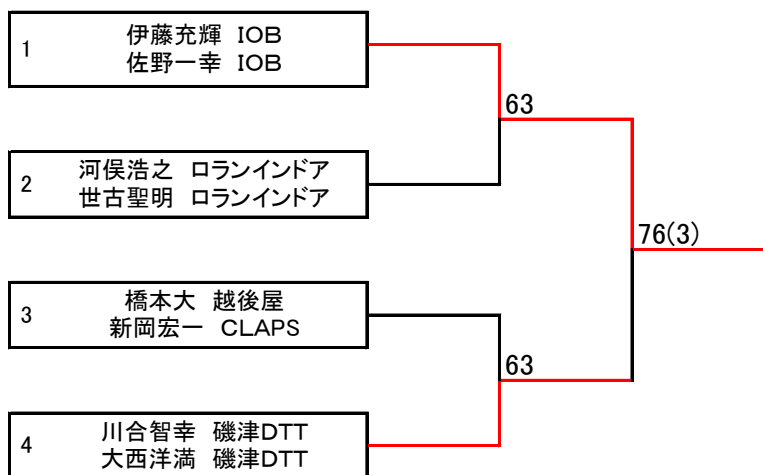 1
伊藤充輝 IOB
佐野一幸 IOB
63
2
河俣浩之 ロランインドア
世古聖明 ロランインドア
76(3)
3
橋本大 越後屋
新岡宏一 CLAPS
63
4
川合智幸 磯津DTT
大西洋満 磯津DTT